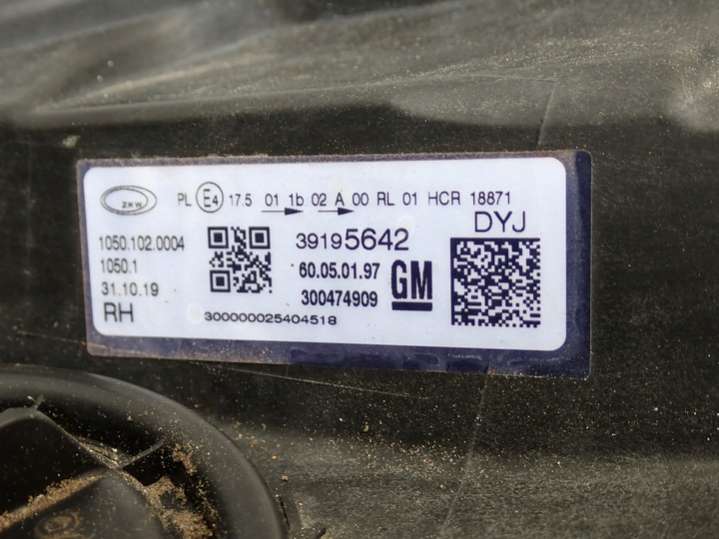 ZKW PL E4 17.5 01 1b 02 A 00 RL 01 HCR 18871
DYJ
1050.102.0004
1050.1
31.10.19
RH
39195642
60.05.01.97
300474909
GM
300000025404518